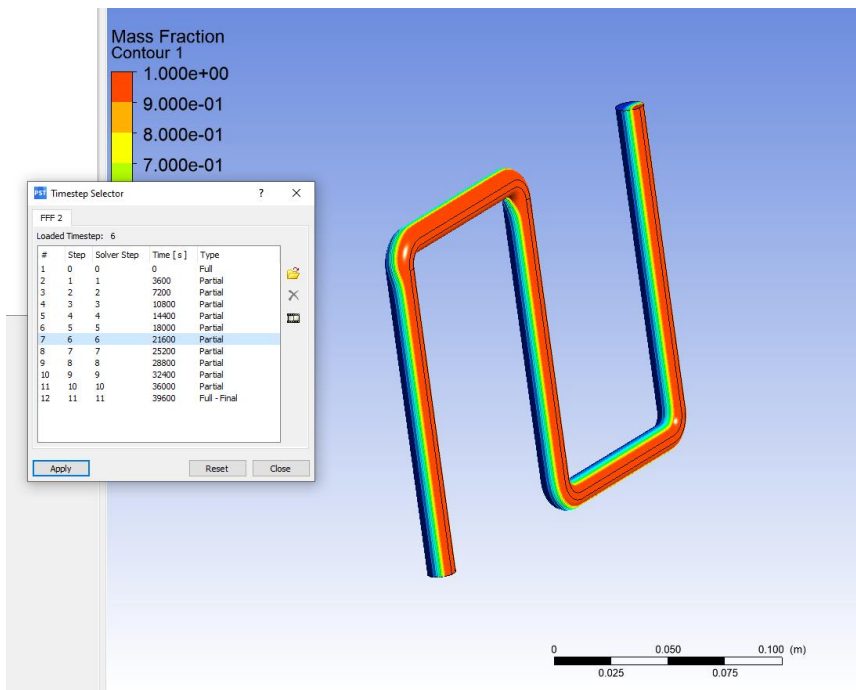 Mass Fraction
Contour 1
1.000e+00
9.000e-01
8.000e-01
7.000e-01
PST Timestep Selector ? ×
FFF 2
Loaded Timestep: 6
# Step Solver Step Time [ s ] Type
1 0 0 0 Full
2 1 1 3600 Partial
3 2 2 7200 Partial
4 3 3 10800 Partial
5 4 4 14400 Partial
6 5 5 18000 Partial
7 6 6 21600 Partial
8 7 7 25200 Partial
9 8 8 28800 Partial
10 9 9 32400 Partial
11 10 10 36000 Partial
12 11 11 39600 Full - Final
Apply Reset Close
0 0.050 0.100 (m)
0.025 0.075